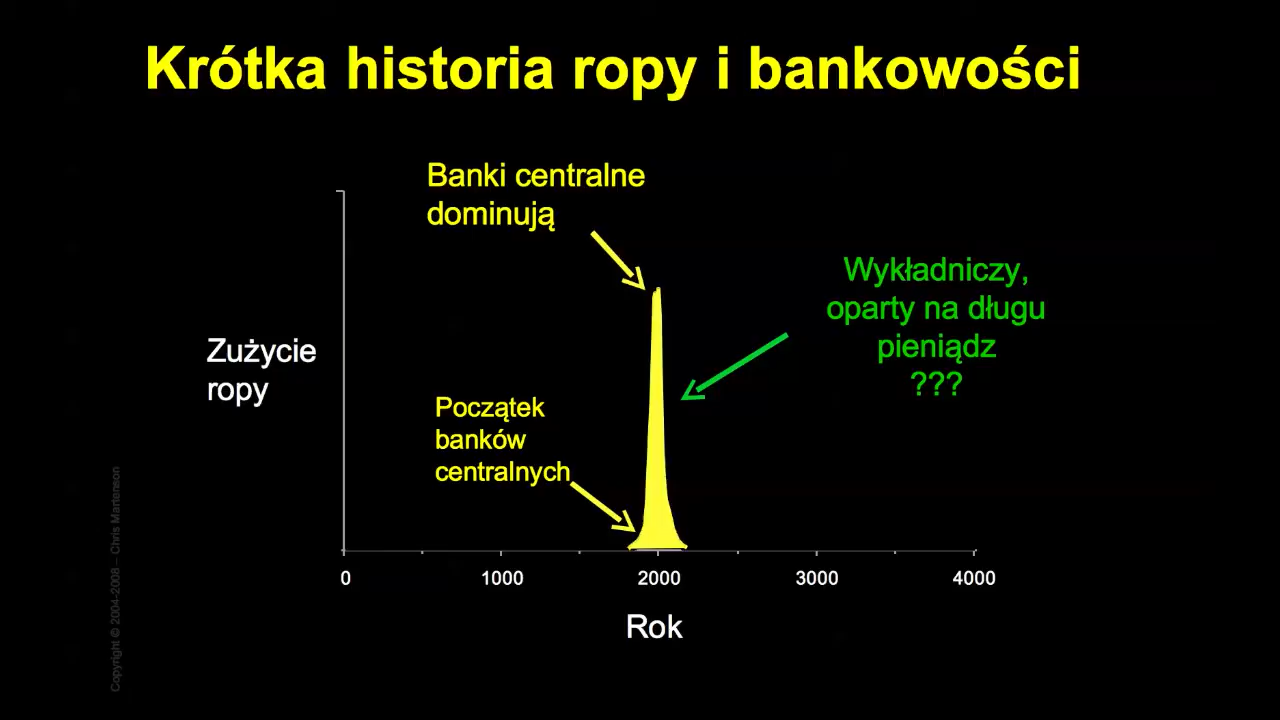 Krótka historia ropy i bankowości
Banki centralne
dominują
Wykładniczy,
oparty na długu
pieniądz
???
Zużycie
ropy
Początek
banków
centralnych
0 1000 2000 3000 4000
Rok
Copyright © 2004-2008 – Chris Martenson